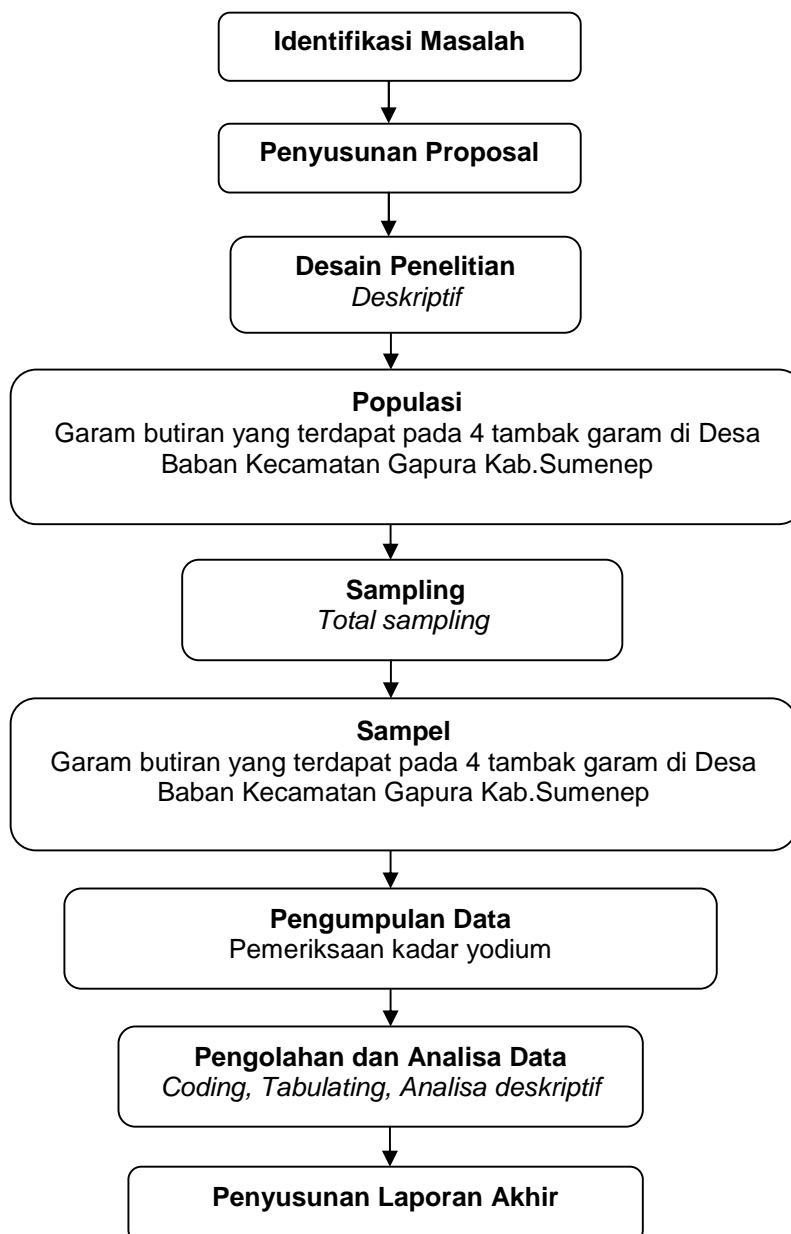 Identifikasi Masalah
Penyusunan Proposal
Desain Penelitian
Deskriptif
Populasi
Garam butiran yang terdapat pada 4 tambak garam di Desa
Baban Kecamatan Gapura Kab.Sumenep
Sampling
Total sampling
Sampel
Garam butiran yang terdapat pada 4 tambak garam di Desa
Baban Kecamatan Gapura Kab.Sumenep
Pengumpulan Data
Pemeriksaan kadar yodium
Pengolahan dan Analisa Data
Coding, Tabulating, Analisa deskriptif
Penyusunan Laporan Akhir